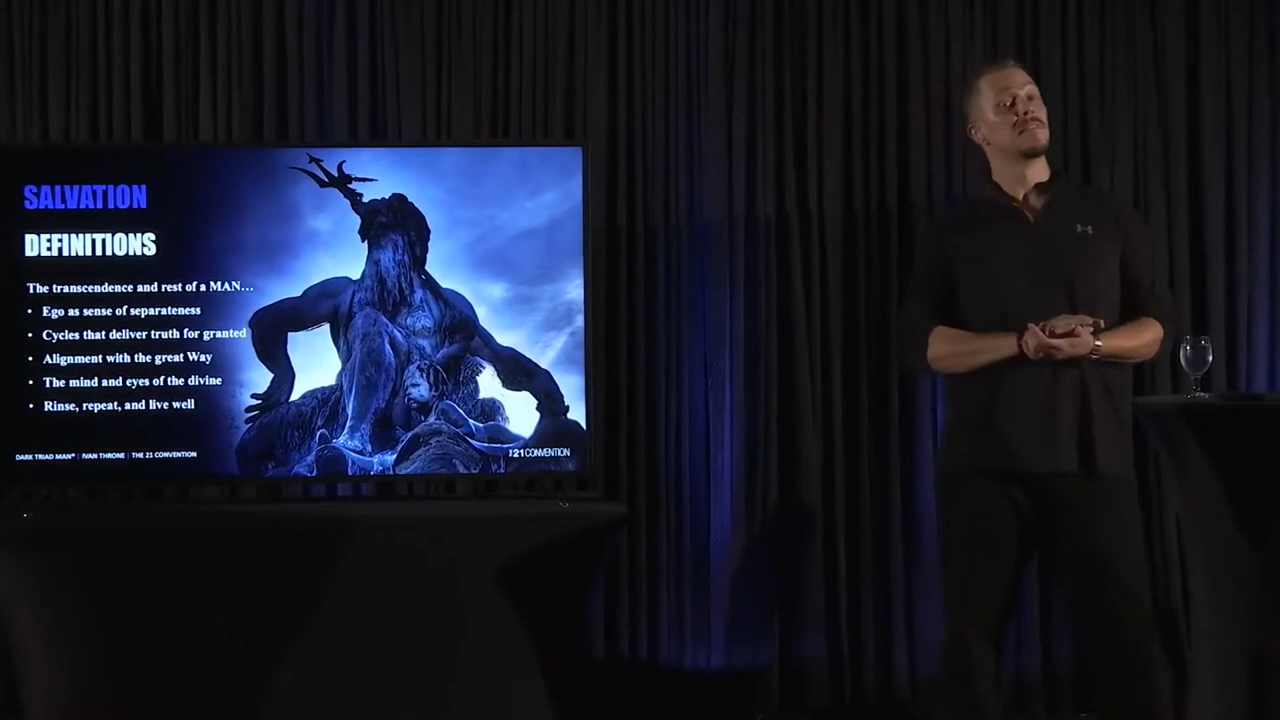 SALVATION
DEFINITIONS
The transcendence and rest of a MAN…
• Ego as sense of separateness
• Cycles that deliver truth for granted
• Alignment with the great Way
• The mind and eyes of the divine
• Rinse, repeat, and live well
DARK TRIAD MAN® | IVAN THRONE | THE 21 CONVENTION
21 CONVENTION